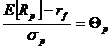 (E[R_p] − r_f) / σ_p = Θ_p